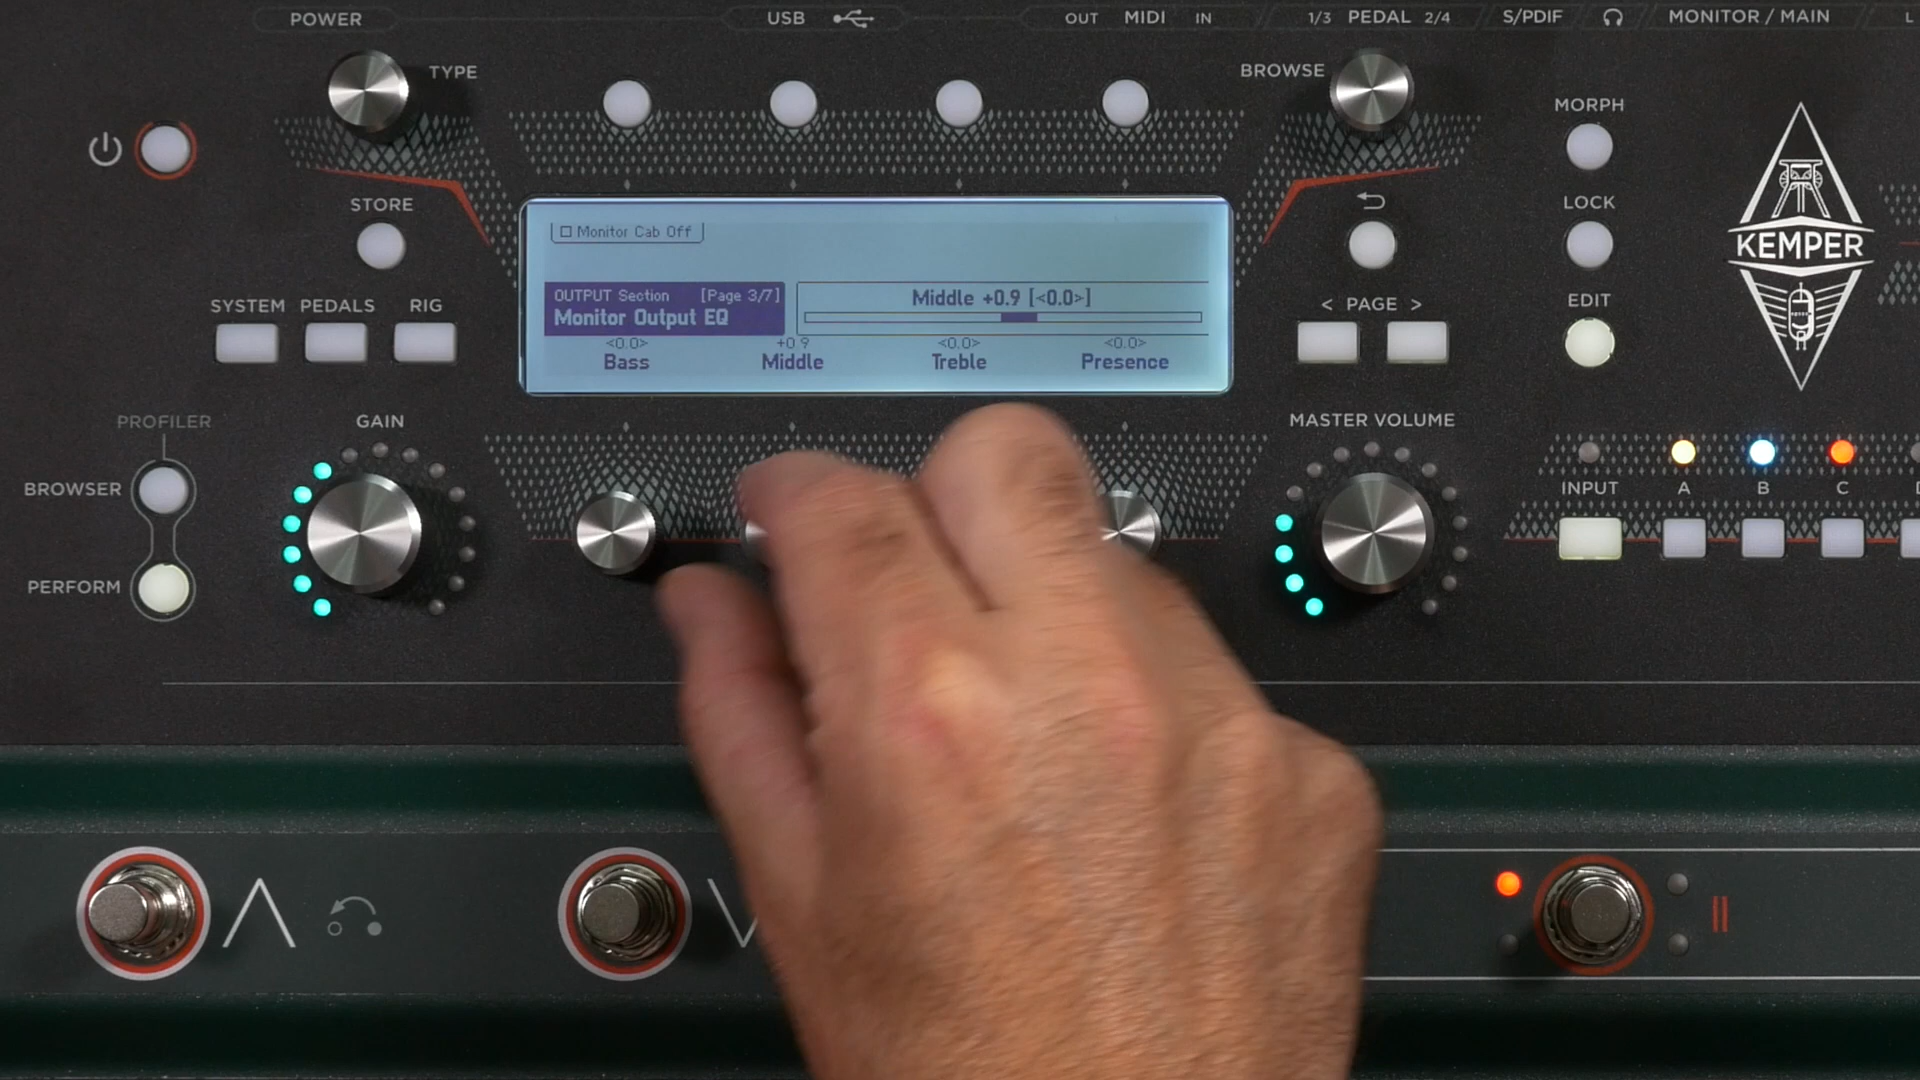 POWER
USB
OUT MIDI IN
1/3 PEDAL 2/4
S/PDIF
MONITOR / MAIN
L
TYPE
BROWSE
MORPH
STORE
LOCK
KEMPER
Monitor Cab Off
SYSTEM PEDALS RIG
OUTPUT Section [Page 3/7]
Monitor Output EQ
Middle +0.9 [<0.0>]
<0.0> +0.9 <0.0> <0.0>
Bass Middle Treble Presence
< PAGE >
EDIT
PROFILER
GAIN
MASTER VOLUME
BROWSER
INPUT A B C
PERFORM
II